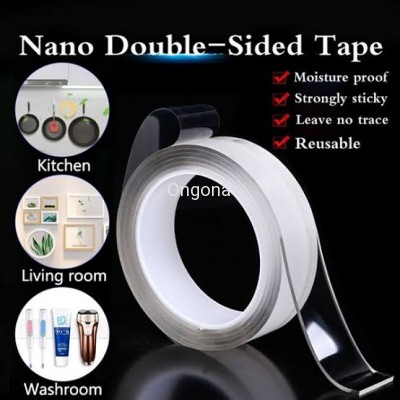 Nano Double-Sided Tape
Moisture proof
Strongly sticky
Leave no trace
Reusable
Kitchen
Ongona
Living room
Washroom